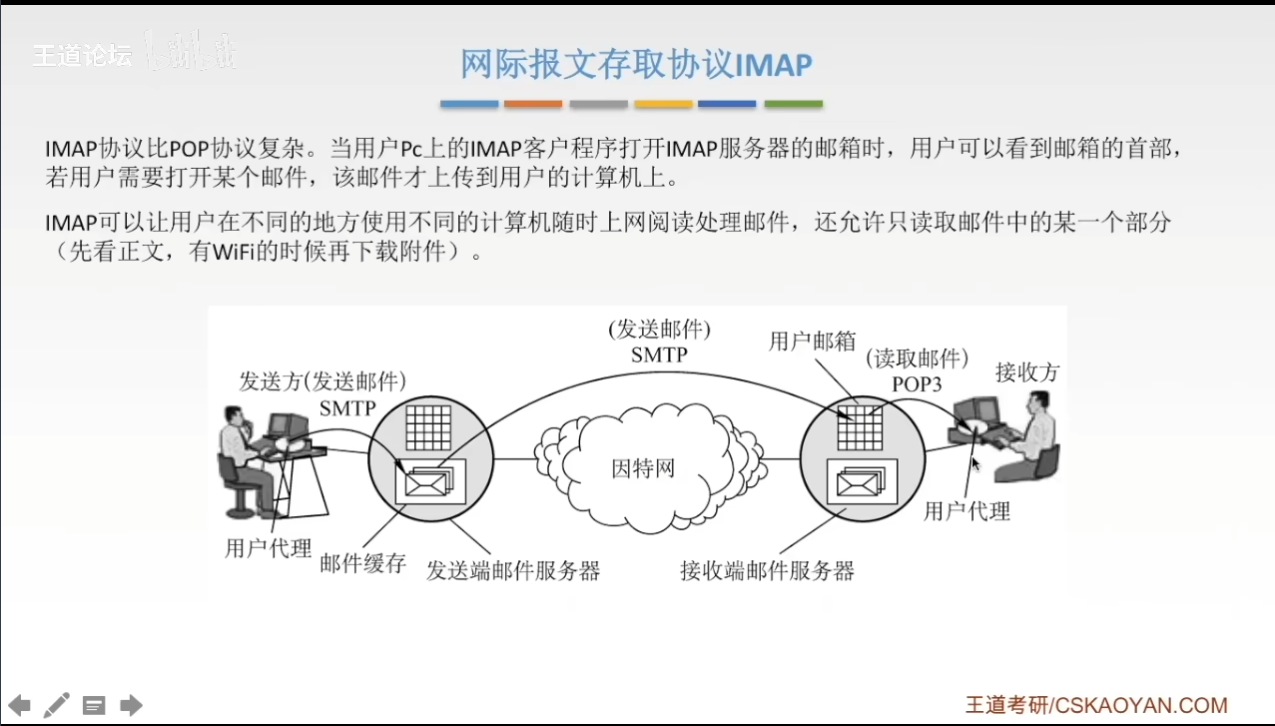 王道论坛 bilibili
网际报文存取协议IMAP
IMAP协议比POP协议复杂。当用户Pc上的IMAP客户程序打开IMAP服务器的邮箱时，用户可以看到邮箱的首部，
若用户需要打开某个邮件，该邮件才上传到用户的计算机上。
IMAP可以让用户在不同的地方使用不同的计算机随时上网阅读处理邮件，还允许只读取邮件中的某一个部分
（先看正文，有WiFi的时候再下载附件）。
(发送邮件)
SMTP
用户邮箱
(读取邮件)
POP3
接收方
发送方(发送邮件)
SMTP
因特网
用户代理
用户代理
邮件缓存
发送端邮件服务器
接收端邮件服务器
王道考研/CSKAOYAN.COM